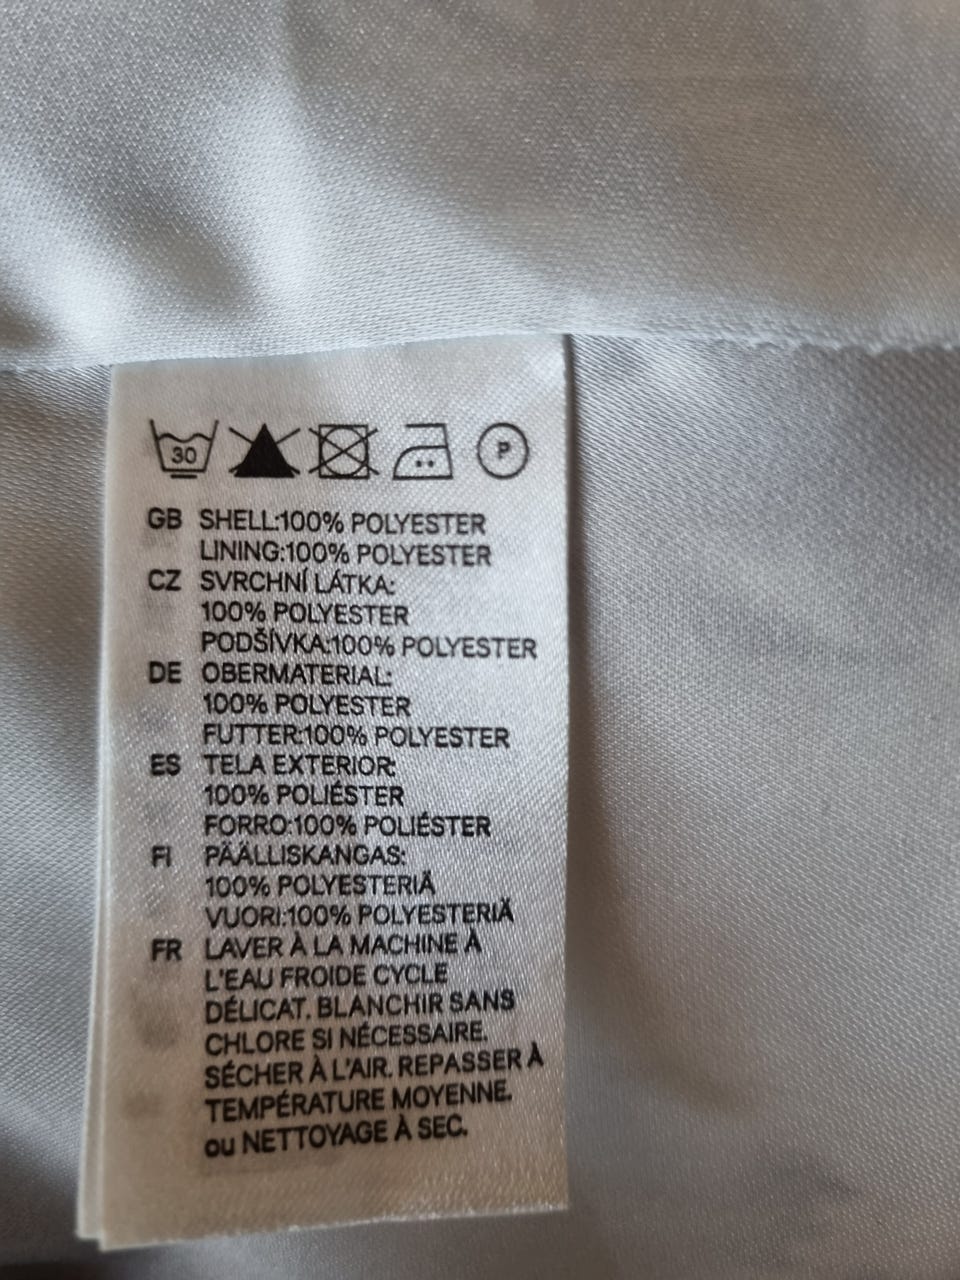 30 P
GB SHELL:100% POLYESTER
LINING:100% POLYESTER
CZ SVRCHNÍ LÁTKA:
100% POLYESTER
PODŠÍVKA:100% POLYESTER
DE OBERMATERIAL:
100% POLYESTER
FUTTER:100% POLYESTER
ES TELA EXTERIOR:
100% POLIÉSTER
FORRO:100% POLIÉSTER
FI PÄÄLLISKANGAS:
100% POLYESTERIÄ
VUORI:100% POLYESTERIÄ
FR LAVER À LA MACHINE À
L'EAU FROIDE CYCLE
DÉLICAT. BLANCHIR SANS
CHLORE SI NÉCESSAIRE.
SÉCHER À L'AIR. REPASSER À
TEMPÉRATURE MOYENNE.
ou NETTOYAGE À SEC.